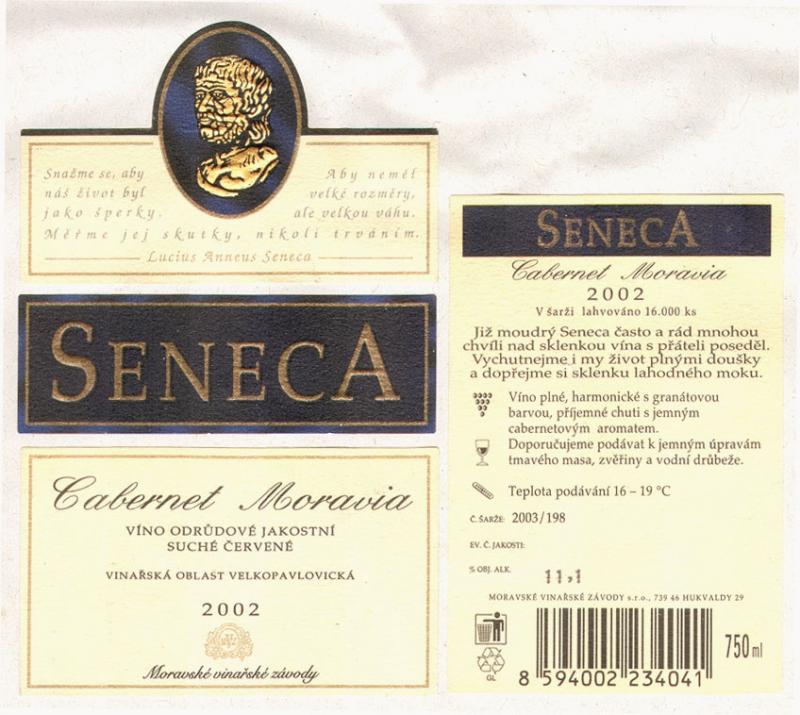 Snažme se, aby
náš život byl
jako šperky.
Aby neměl
velké rozměry,
ale velkou váhu.
Měřme jej skutky, nikoli trváním.
Lucius Anneus Seneca
SENECA
Cabernet Moravia
VÍNO ODRŮDOVÉ JAKOSTNÍ
SUCHÉ ČERVENÉ
VINAŘSKÁ OBLAST VELKOPAVLOVICKÁ
2002
Moravské vinařské závody
SENECA
Cabernet Moravia
2002
V šarži lahvováno 16.000 ks
Již moudrý Seneca často a rád mnohou
chvíli nad sklenkou vína s přáteli poseděl.
Vychutnejme i my život plnými doušky
a dopřejme si sklenku lahodného moku.
Víno plné, harmonické s granátovou
barvou, příjemné chuti s jemným
cabernetovým aromatem.
Doporučujeme podávat k jemným úpravám
tmavého masa, zvěřiny a vodní drůbeže.
Teplota podávání 16 – 19 °C
Č. ŠARŽE: 2003/198
EV. Č. JAKOSTI:
% OBJ. ALK. 11,1
MORAVSKÉ VINAŘSKÉ ZÁVODY s.r.o., 739 46 HUKVALDY 29
GL
750 ml
8 594002 234041